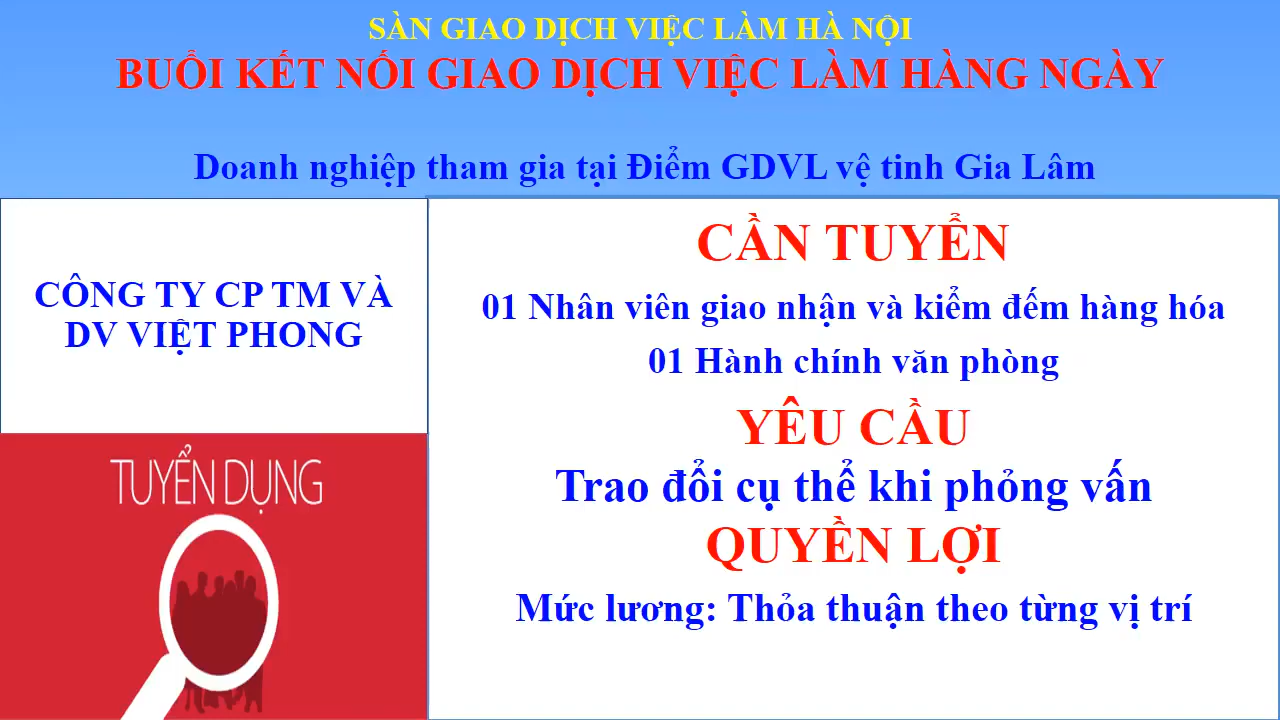 SÀN GIAO DỊCH VIỆC LÀM HÀ NỘI
BUỔI KẾT NỐI GIAO DỊCH VIỆC LÀM HÀNG NGÀY
Doanh nghiệp tham gia tại Điểm GDVL vệ tinh Gia Lâm
CÔNG TY CP TM VÀ
DV VIỆT PHONG
TUYỂN DỤNG
CẦN TUYỂN
01 Nhân viên giao nhận và kiểm đếm hàng hóa
01 Hành chính văn phòng
YÊU CẦU
Trao đổi cụ thể khi phỏng vấn
QUYỀN LỢI
Mức lương: Thỏa thuận theo từng vị trí